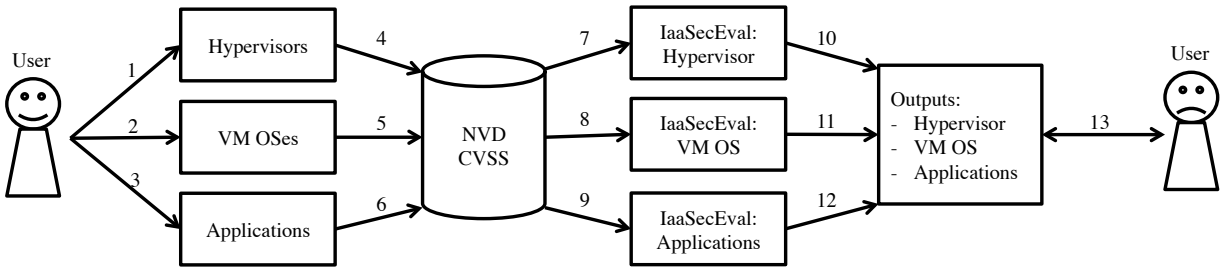 User
1
2
3
Hypervisors
VM OSes
Applications
4
5
6
NVD
CVSS
7
8
9
IaaSecEval:
Hypervisor
IaaSecEval:
VM OS
IaaSecEval:
Applications
10
11
12
Outputs:
- Hypervisor
- VM OS
- Applications
13
User